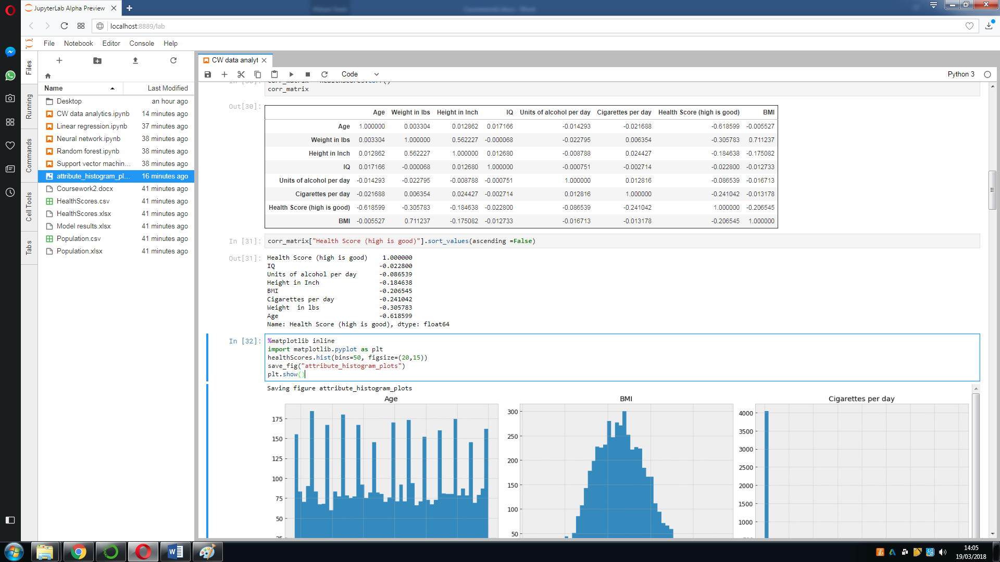 JupyterLab Alpha Preview
localhost:8889/lab
File Notebook Editor Console Help
Files
Running
Commands
Cell Tools
Tabs
Name Last Modified
Desktop an hour ago
CW data analytics.ipynb 14 minutes ago
Linear regression.ipynb 37 minutes ago
Neural network.ipynb 38 minutes ago
Random forest.ipynb 38 minutes ago
Support vector machin... 38 minutes ago
attribute_histogram_pl... 16 minutes ago
Coursework2.docx 41 minutes ago
HealthScores.csv 41 minutes ago
HealthScores.xlsx 41 minutes ago
Model results.xlsx 41 minutes ago
Population.csv 41 minutes ago
Population.xlsx 41 minutes ago
CW data analyt
Code Python 3
corr_matrix
Out[30]:
Age Weight in lbs Height in Inch IQ Units of alcohol per day Cigarettes per day Health Score (high is good) BMI
Age 1.000000 0.003304 0.012862 0.017166 -0.014293 -0.021688 -0.618599 -0.005527
Weight in lbs 0.003304 1.000000 0.562227 -0.000068 -0.022795 0.006354 -0.305783 0.711237
Height in Inch 0.012862 0.562227 1.000000 0.012680 -0.008788 0.024427 -0.184638 -0.175082
IQ 0.017166 -0.000068 0.012680 1.000000 -0.000751 -0.002714 -0.022800 -0.012733
Units of alcohol per day -0.014293 -0.022795 -0.008788 -0.000751 1.000000 0.012816 -0.086539 -0.016713
Cigarettes per day -0.021688 0.006354 0.024427 -0.002714 0.012816 1.000000 -0.241042 -0.013178
Health Score (high is good) -0.618599 -0.305783 -0.184638 -0.022800 -0.086539 -0.241042 1.000000 -0.206545
BMI -0.005527 0.711237 -0.175082 -0.012733 -0.016713 -0.013178 -0.206545 1.000000
In [31]: corr_matrix["Health Score (high is good)"].sort_values(ascending =False)
Out[31]: Health Score (high is good) 1.000000
IQ -0.022800
Units of alcohol per day -0.086539
Height in Inch -0.184638
BMI -0.206545
Cigarettes per day -0.241042
Weight  in lbs -0.305783
Age -0.618599
Name: Health Score (high is good), dtype: float64
In [32]: %matplotlib inline
import matplotlib.pyplot as plt
healthScores.hist(bins=50, figsize=(20,15))
save_fig("attribute_histogram_plots")
plt.show()
Saving figure attribute_histogram_plots
Age
175
150
125
100
75
50
BMI
300
250
200
150
100
50
Cigarettes per day
4000
3500
3000
2500
2000
1500
1000
14:05
19/03/2018